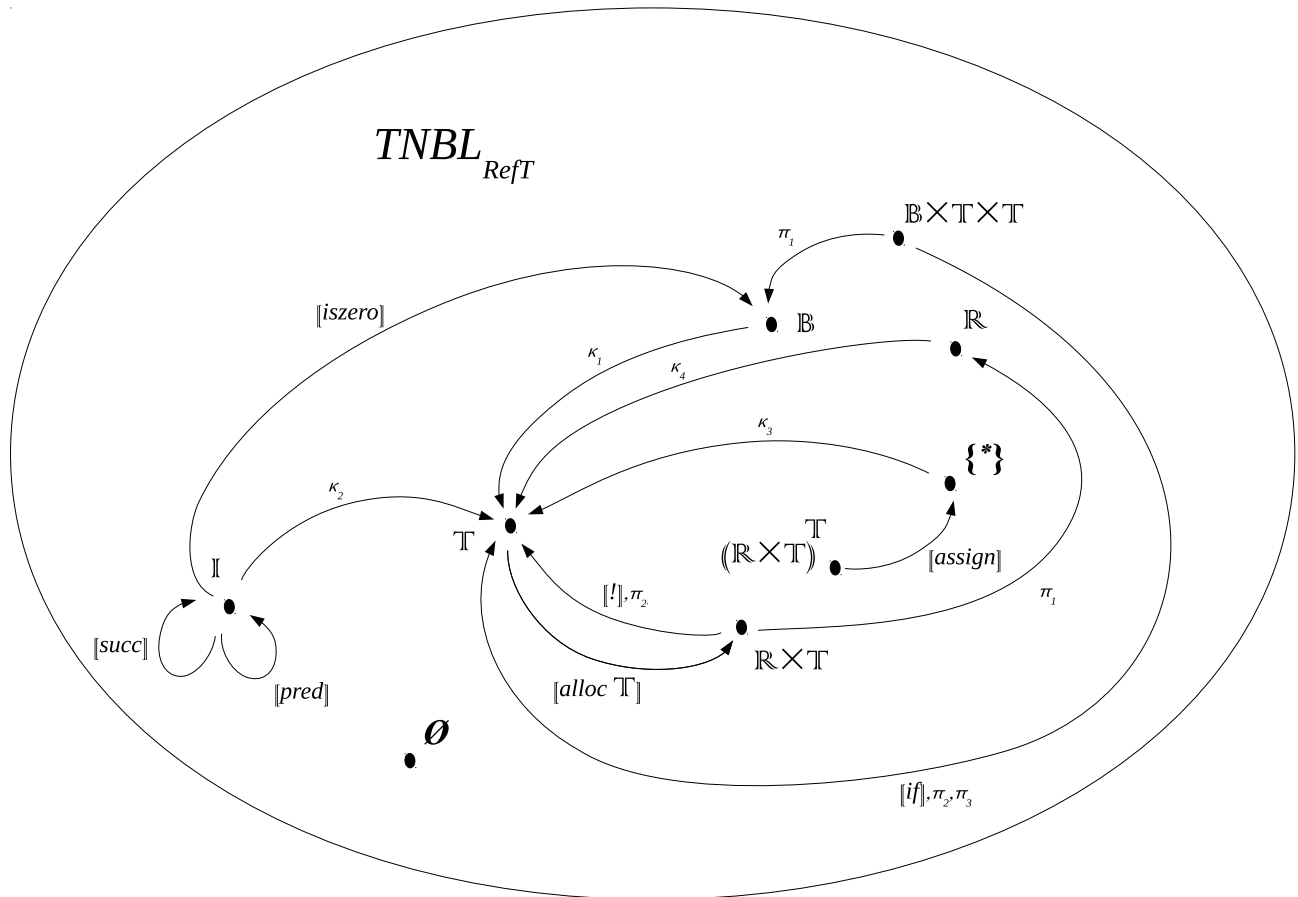 TNBL_RefT
𝔹×𝕋×𝕋
π₁
⟦iszero⟧
𝔹
ℝ
κ₁
κ₄
κ₃
{*}
κ₂
𝕋
(ℝ×𝕋)^𝕋
⟦assign⟧
𝕀
⟦!⟧,π₂
π₁
⟦succ⟧
ℝ×𝕋
⟦pred⟧
⟦alloc 𝕋⟧
Ø
⟦if⟧,π₂,π₃